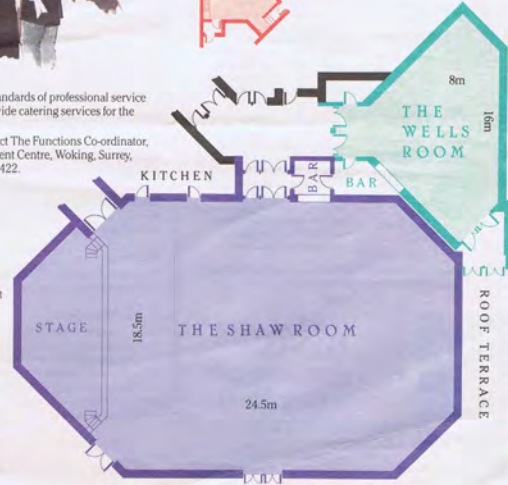 andards of professional service
vide catering services for the
ct The Functions Co-ordinator,
ent Centre, Woking, Surrey,
422.
8m
16m
THE
WELLS
ROOM
KITCHEN
BAR
BAR
STAGE
18.5m
THE SHAW ROOM
24.5m
ROOF TERRACE